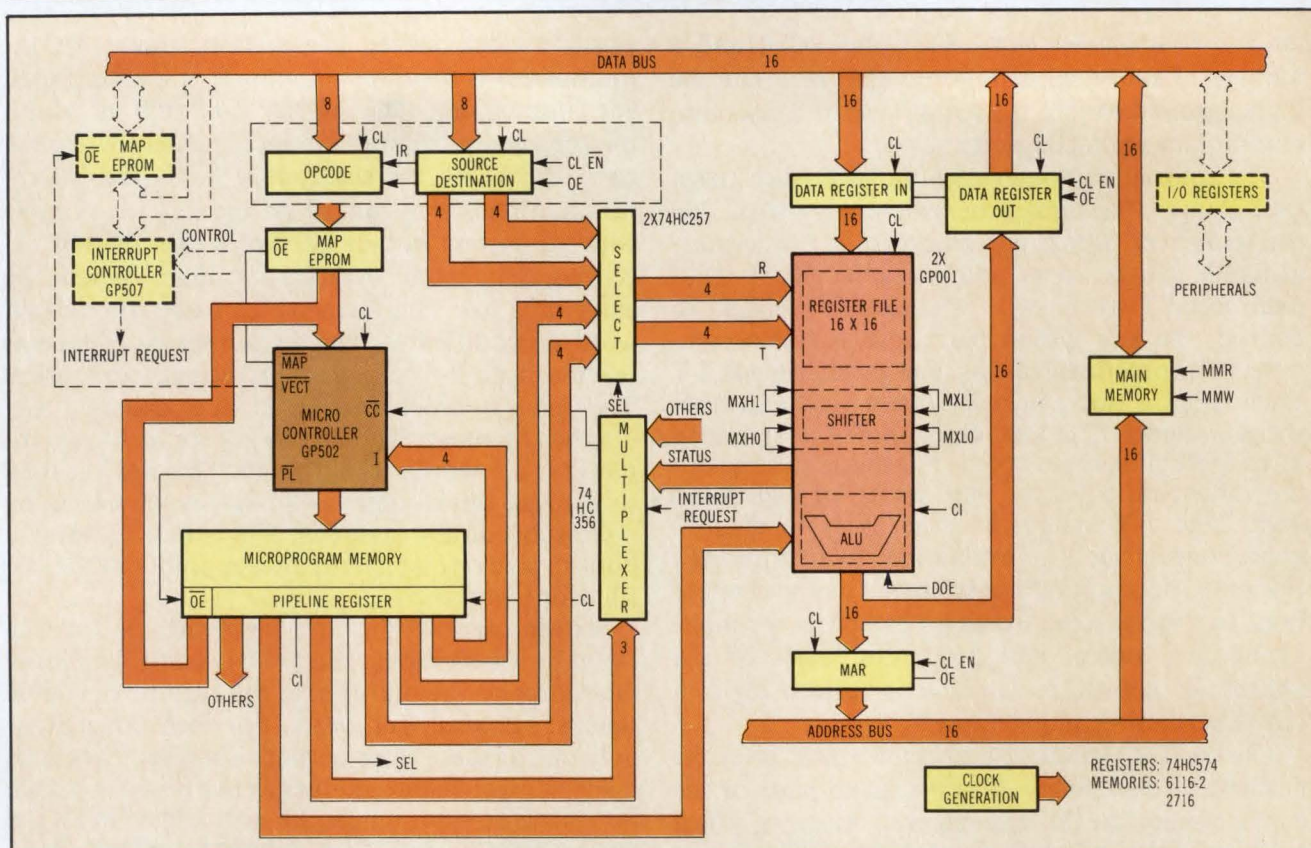 DATA BUS 16
8
8
16
16
16
CL
CL
CL
CL
OE MAP EPROM
OPCODE
IR
SOURCE DESTINATION
CL EN
OE
DATA REGISTER IN
DATA REGISTER OUT
CL EN
OE
I/O REGISTERS
4
4
2X74HC257
16
CL
CONTROL
OE
MAP EPROM
INTERRUPT CONTROLLER GP507
SELECT
R
4
2X GP001
REGISTER FILE 16 X 16
PERIPHERALS
INTERRUPT REQUEST
CL
4
4
4
T
16
MAP
VECT
MICRO CONTROLLER GP502
CC
I
PL
4
SEL
MXH1
MXL1
SHIFTER
MXH0
MXL0
MAIN MEMORY
MMR
MMW
MULTIPLEXER
74 HC 356
OTHERS
STATUS
INTERRUPT REQUEST
16
CI
ALU
MICROPROGRAM MEMORY
OE
PIPELINE REGISTER
CL
DOE
3
16
CL
OTHERS
CI
MAR
CL EN
OE
SEL
ADDRESS BUS 16
CLOCK GENERATION
REGISTERS: 74HC574
MEMORIES: 6116-2
2716